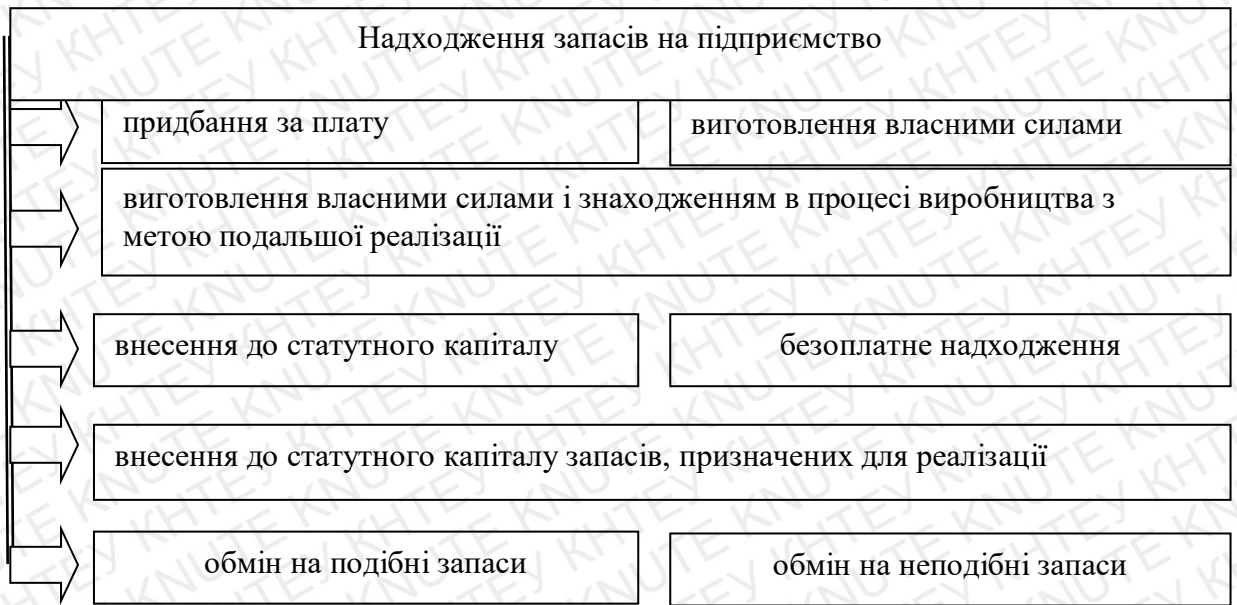 Надходження запасів на підприємство
придбання за плату
виготовлення власними силами
виготовлення власними силами і знаходженням в процесі виробництва з
метою подальшої реалізації
внесення до статутного капіталу
безоплатне надходження
внесення до статутного капіталу запасів, призначених для реалізації
обмін на подібні запаси
обмін на неподібні запаси